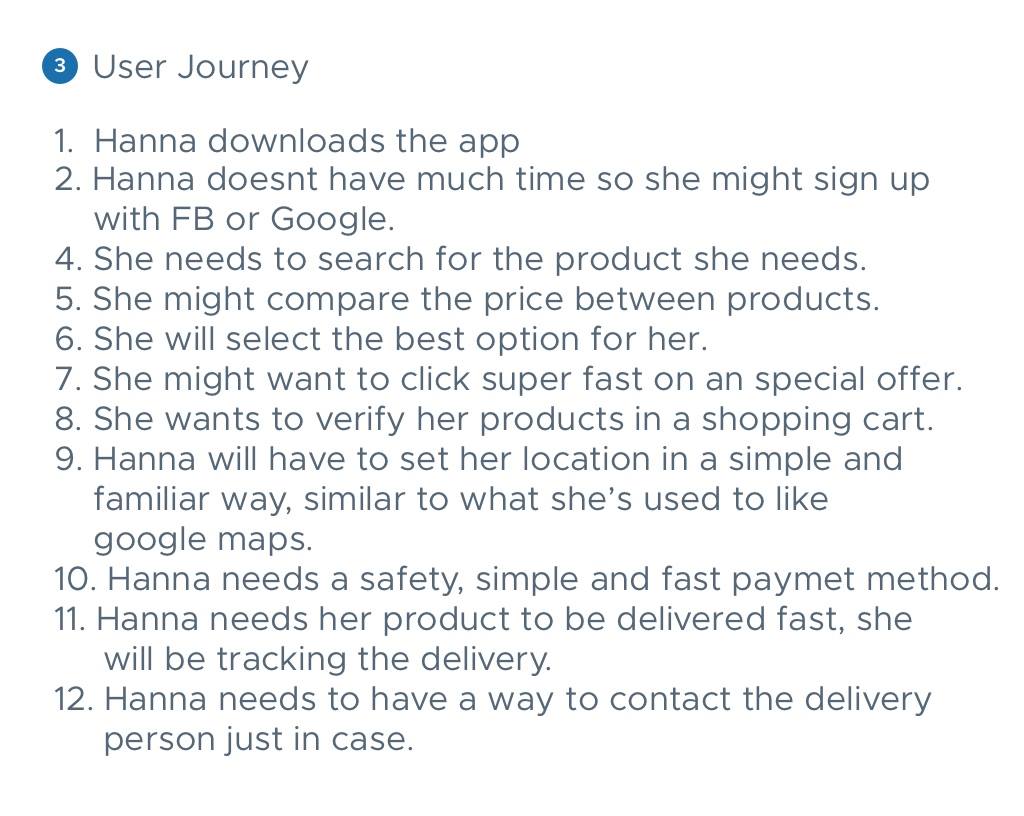 3 User Journey
1. Hanna downloads the app
2. Hanna doesnt have much time so she might sign up
with FB or Google.
4. She needs to search for the product she needs.
5. She might compare the price between products.
6. She will select the best option for her.
7. She might want to click super fast on an special offer.
8. She wants to verify her products in a shopping cart.
9. Hanna will have to set her location in a simple and
familiar way, similar to what she’s used to like
google maps.
10. Hanna needs a safety, simple and fast paymet method.
11. Hanna needs her product to be delivered fast, she
will be tracking the delivery.
12. Hanna needs to have a way to contact the delivery
person just in case.